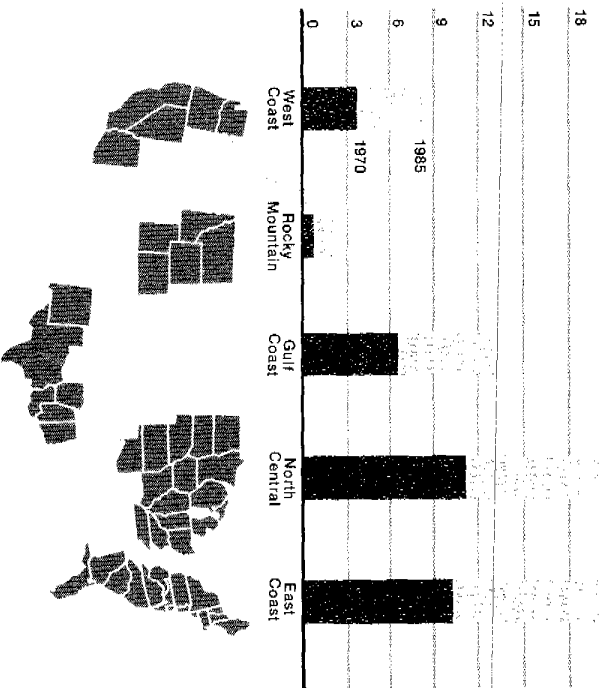 18
15
12
9
6
3
0
1985
1970
West
Coast
Rocky
Mountain
Gulf
Coast
North
Central
East
Coast